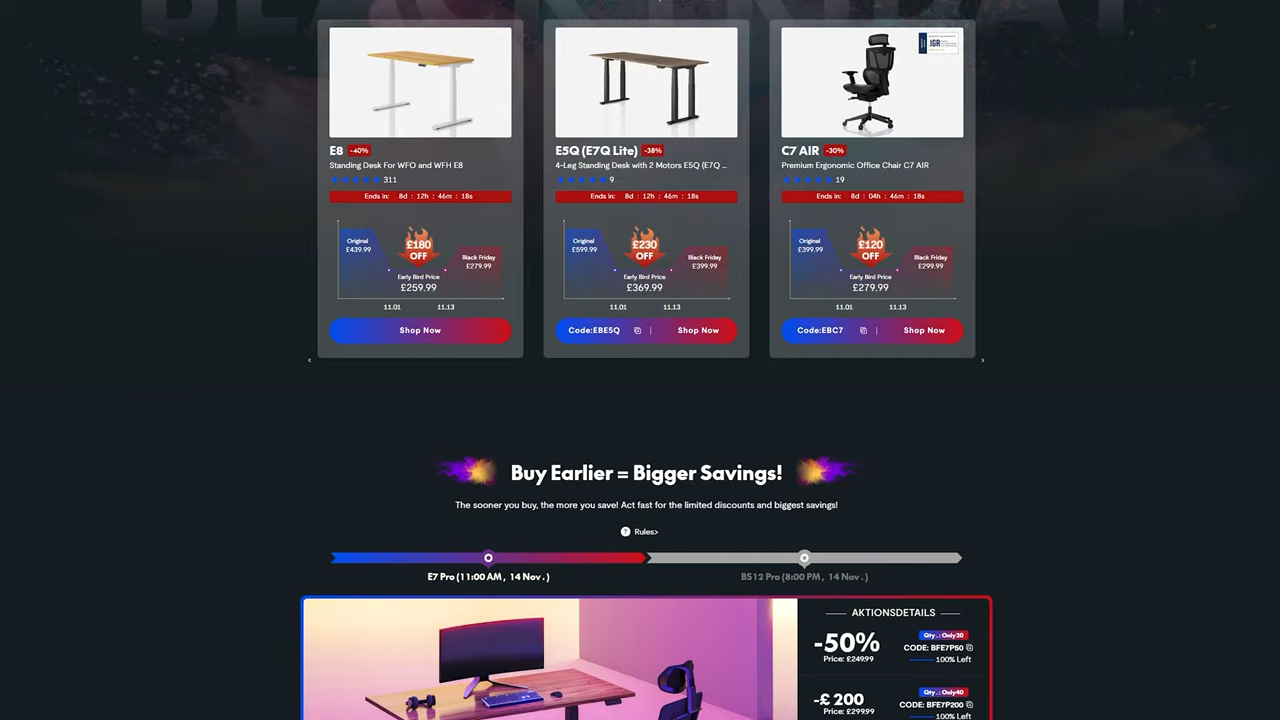 BLACK FRIDAY
IGR
E8 -40%
Standing Desk For WFO and WFH E8
311
Ends in: 8d : 12h : 46m : 18s
Original
£439.99
£180
OFF
Early Bird Price
£259.99
Black Friday
£279.99
11.01
11.13
Shop Now
E5Q (E7Q Lite) -38%
4-Leg Standing Desk with 2 Motors E5Q (E7Q ...
9
Ends in: 8d : 12h : 46m : 18s
Original
£599.99
£230
OFF
Early Bird Price
£369.99
Black Friday
£399.99
11.01
11.13
Code:EBE5Q | Shop Now
C7 AIR -30%
Premium Ergonomic Office Chair C7 AIR
19
Ends in: 8d : 04h : 46m : 18s
Original
£399.99
£120
OFF
Early Bird Price
£279.99
Black Friday
£299.99
11.01
11.13
Code:EBC7 | Shop Now
‹
›
Buy Earlier = Bigger Savings!
The sooner you buy, the more you save! Act fast for the limited discounts and biggest savings!
? Rules>
E7 Pro (11:00 AM , 14 Nov . )
BS12 Pro (8:00 PM , 14 Nov . )
AKTIONSDETAILS
-50%
Price: £249.99
Qty . : Only20
CODE: BFE7P50
100% Left
-£ 200
Price: £299.99
Qty . : Only40
CODE: BFE7P200
100% Left